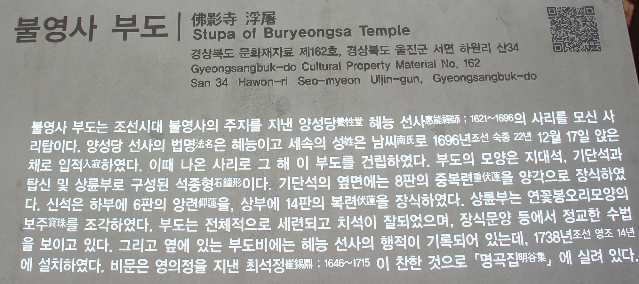 불영사 부도 佛影寺 浮屠
Stupa of Buryeongsa Temple
경상북도 문화재자료 제162호, 경상북도 울진군 서면 하원리 산34
Gyeongsangbuk-do Cultural Property Material No. 162
San 34 Hawon-ri Seo-myeon Uljin-gun, Gyeongsangbuk-do
불영사 부도는 조선시대 불영사의 주지를 지낸 양성당養性堂 혜능 선사惠能禪師 : 1621~1696의 사리를 모신 사
리탑이다. 양성당 선사의 법명法名은 혜능이고 세속의 성姓은 남씨南氏로 1696년조선 숙종 22년 12월 17일 앉은
채로 입적入寂하였다. 이때 나온 사리로 그 해 이 부도를 건립하였다. 부도의 모양은 지대석, 기단석과
탑신 및 상륜부로 구성된 석종형石鐘形이다. 기단석의 옆면에는 8판의 중복련重伏蓮을 양각으로 장식하였
다. 신석은 하부에 6판의 앙련仰蓮을, 상부에 14판의 복련伏蓮을 장식하였다. 상륜부는 연꽃봉오리모양의
보주寶珠를 조각하였다. 부도는 전체적으로 세련되고 치석이 잘되었으며, 장식문양 등에서 정교한 수법
을 보이고 있다. 그리고 옆에 있는 부도비에는 혜능 선사의 행적이 기록되어 있는데, 1738년조선 영조 14년
에 설치하였다. 비문은 영의정을 지낸 최석정崔錫鼎 : 1646~1715 이 찬한 것으로 「명곡집明谷集」에 실려 있다.